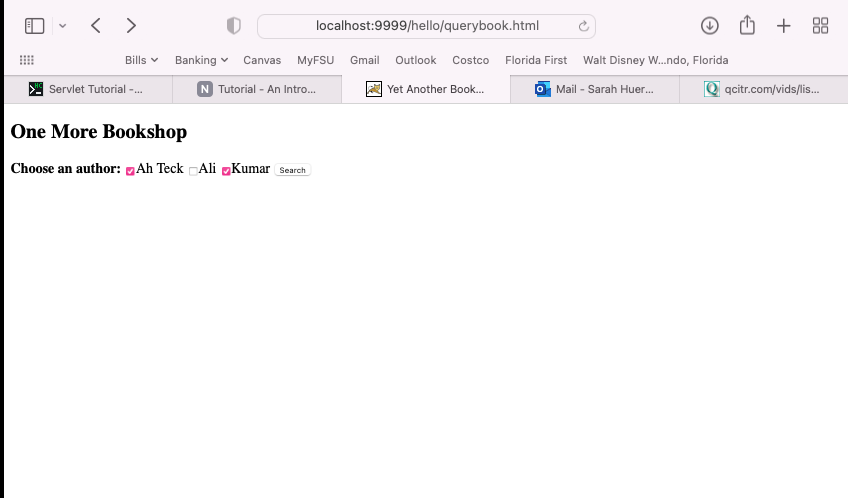 localhost:9999/hello/querybook.html
Bills Banking Canvas MyFSU Gmail Outlook Costco Florida First Walt Disney W...ndo, Florida
Servlet Tutorial -... N Tutorial - An Intro... Yet Another Book... Mail - Sarah Huer... qcitr.com/vids/lis...
One More Bookshop
Choose an author: Ah Teck Ali Kumar Search